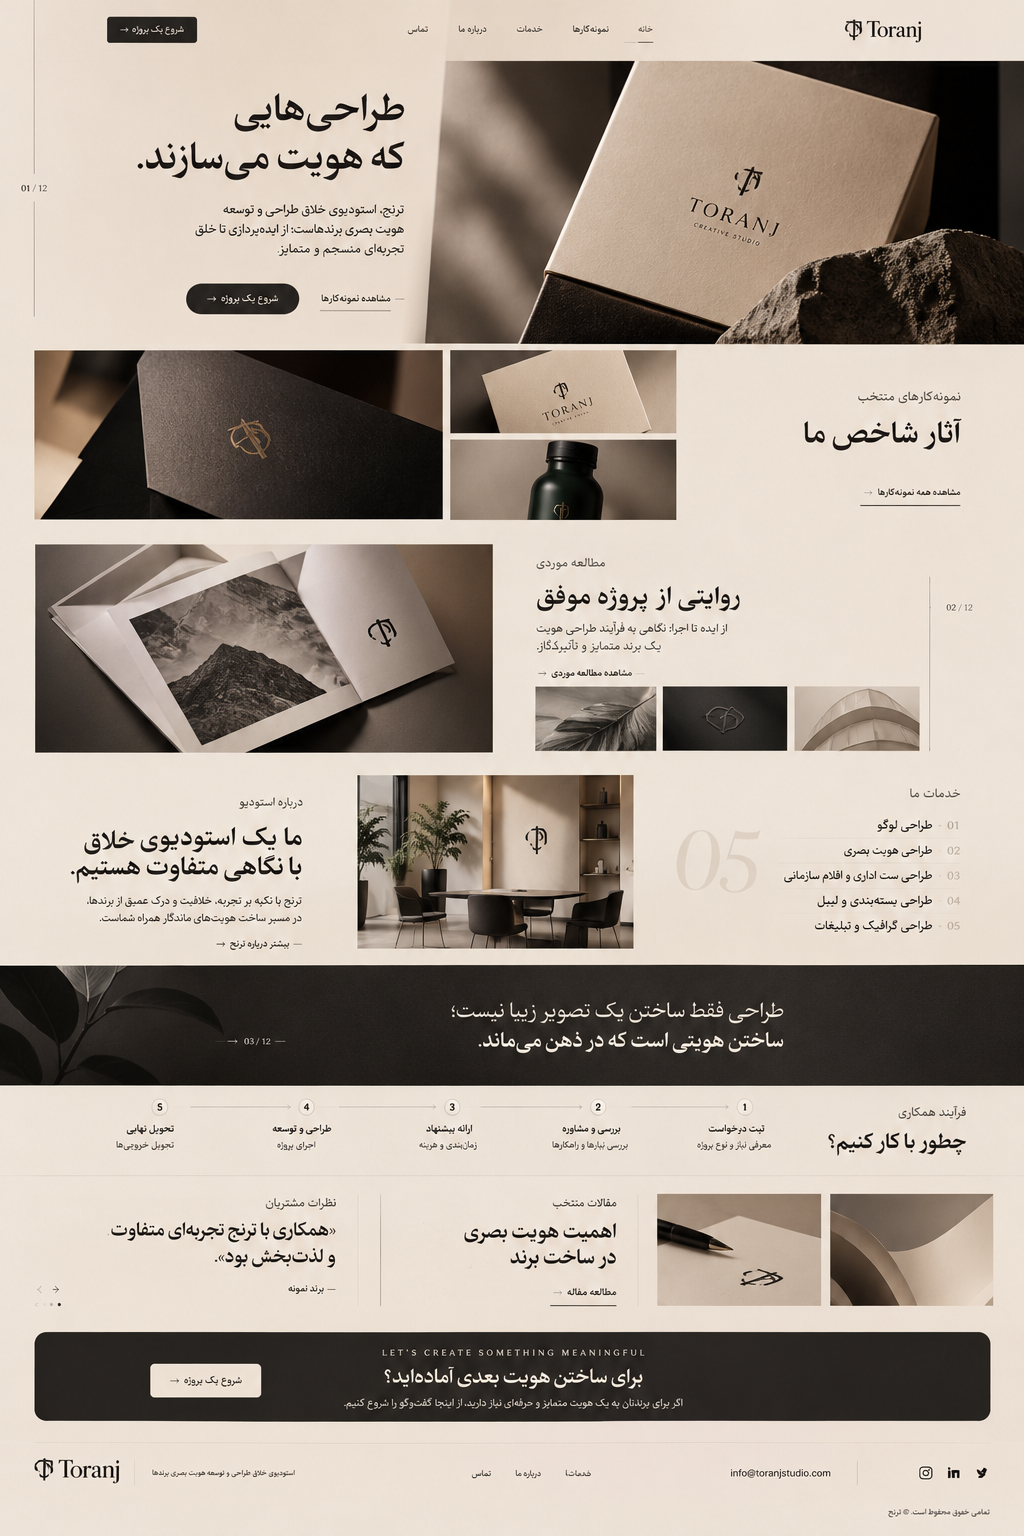 Toranj
خانه
نمونه‌کارها
خدمات
درباره ما
تماس
شروع یک پروژه →
طراحی‌هایی
که هویت می‌سازند.
ترنج، استودیوی خلاق طراحی و توسعه
هویت بصری برندهاست؛ از ایده‌پردازی تا خلق
تجربه‌ای منسجم و متمایز.
— مشاهده نمونه‌کارها
شروع یک پروژه →
01 / 12
TORANJ
CREATIVE STUDIO
نمونه‌کارهای منتخب
آثار شاخص ما
مشاهده همه نمونه‌کارها →
TORANJ
مطالعه موردی
روایتی از پروژه موفق
از ایده تا اجرا: نگاهی به فرآیند طراحی هویت
یک برند متمایز و
— مشاهده مطالعه موردی →
02 / 12
خدمات ما
01 · طراحی لوگو
02 · طراحی هویت بصری
03 · طراحی ست اداری و اقلام سازمانی
04 · طراحی بسته‌بندی و لیبل
05 · طراحی گرافیک و تبلیغات
05
درباره استودیو
ما یک استودیوی خلاق
با نگاهی متفاوت هستیم.
ترنج با تکیه بر تجربه، خلاقیت و درک عمیق از برندها،
در مسیر ساخت هویت‌های ماندگار همراه شماست.
— بیشتر درباره ترنج →
طراحی فقط ساختن یک تصویر زیبا نیست؛
ساختن هویتی است که در ذهن می‌ماند.
— 03 / 12 →
فرآیند همکاری
چطور با کار کنیم؟
1
ثبت درخواست
معرفی نیاز و نوع پروژه
2
بررسی و مشاوره
بررسی نیازها و راهکارها
3
ارائه پیشنهاد
زمان‌بندی و هزینه
4
طراحی و توسعه
اجرای پروژه
5
تحویل نهایی
تحویل خروجی‌ها
مقالات منتخب
اهمیت هویت بصری
در ساخت برند
مطالعه مقاله →
نظرات مشتریان
«همکاری با ترنج تجربه‌ای متفاوت
و لذت‌بخش بود».
— برند نمونه
LET'S CREATE SOMETHING MEANINGFUL
برای ساختن هویت بعدی آماده‌اید؟
اگر برای برندتان به یک هویت متمایز و حرفه‌ای نیاز دارید، از اینجا گفت‌وگو را شروع کنیم.
شروع یک پروژه →
info@toranjstudio.com
خدمات
درباره ما
تماس
استودیوی خلاق طراحی و توسعه هویت بصری برندها
Toranj
تمامی حقوق محفوظ است. © ترنج